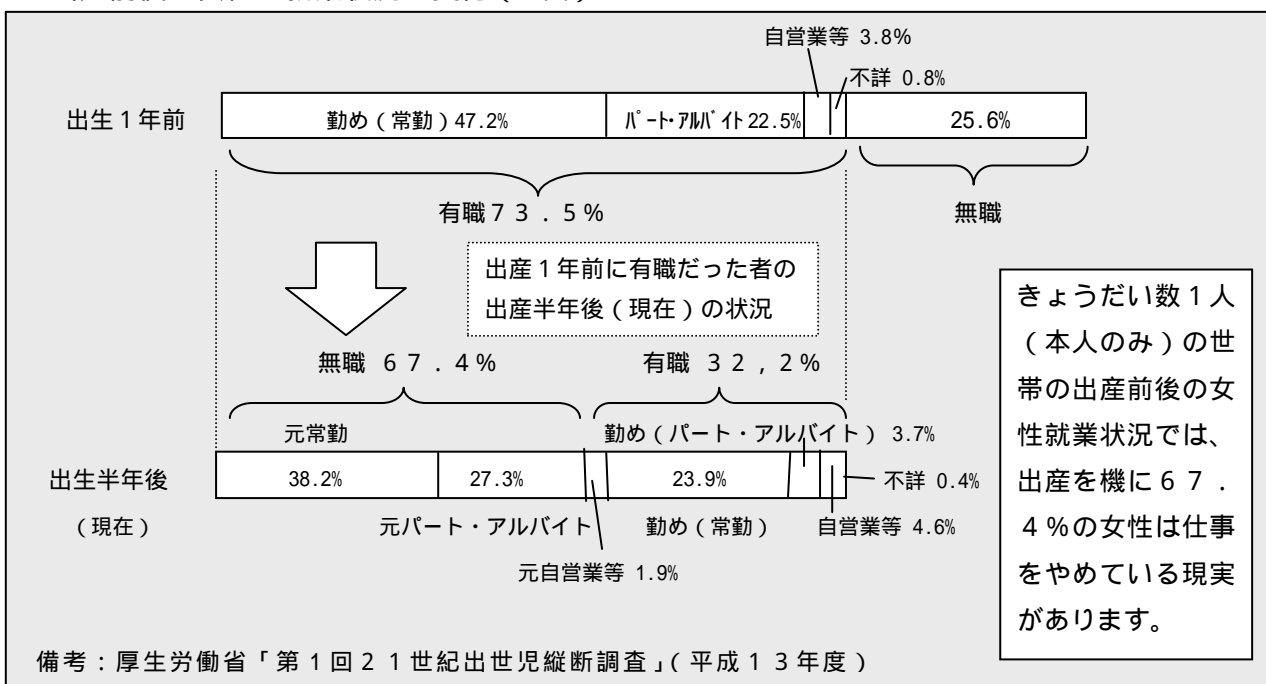 自営業等 3.8%
不詳 0.8%
出生1年前
勤め(常勤)47.2%
パート・アルバイト22.5%
25.6%
有職73.5%
無職
出産1年前に有職だった者の
出産半年後(現在)の状況
無職 67.4%
有職 32,2%
元常勤
勤め(パート・アルバイト) 3.7%
出生半年後
(現在)
38.2%
27.3%
23.9%
不詳 0.4%
元パート・アルバイト
勤め(常勤)
自営業等 4.6%
元自営業等 1.9%
きょうだい数1人
(本人のみ)の世
帯の出産前後の女
性就業状況では、
出産を機に67.
4%の女性は仕事
をやめている現実
があります。
備考:厚生労働省「第1回21世紀出世児縦断調査」(平成13年度)